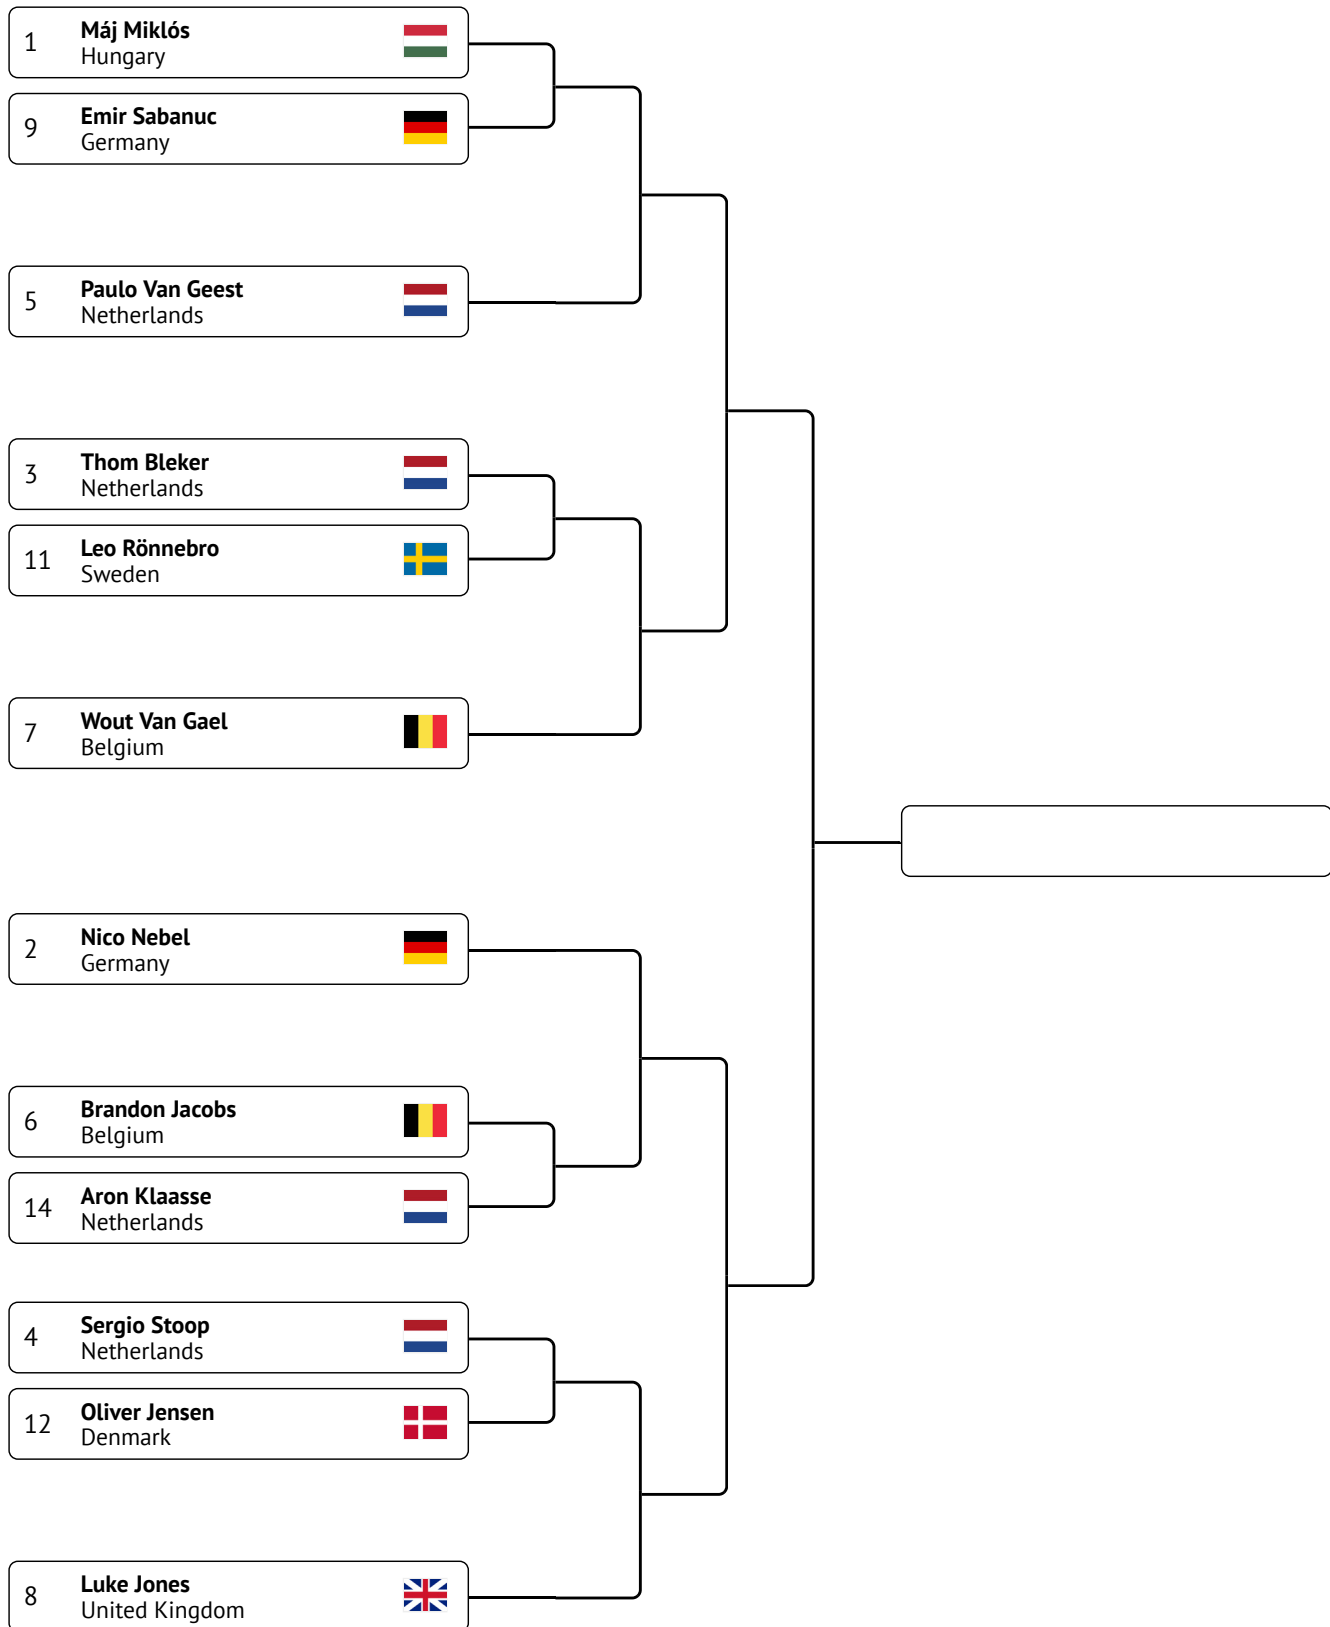 1
Máj Miklós
Hungary
9
Emir Sabanuc
Germany
5
Paulo Van Geest
Netherlands
3
Thom Bleker
Netherlands
11
Leo Rönnebro
Sweden
7
Wout Van Gael
Belgium
2
Nico Nebel
Germany
6
Brandon Jacobs
Belgium
14
Aron Klaasse
Netherlands
4
Sergio Stoop
Netherlands
12
Oliver Jensen
Denmark
8
Luke Jones
United Kingdom